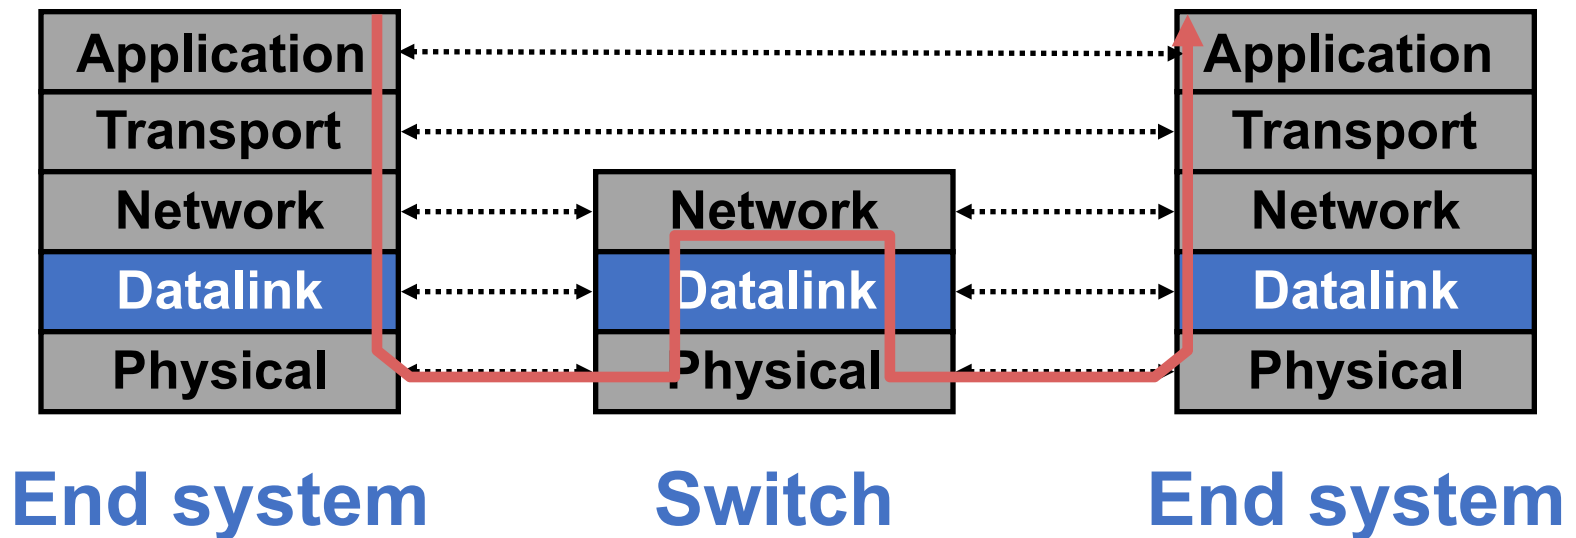 Application
Transport
Network
Datalink
Physical
End system
Network
Datalink
Physical
Switch
Application
Transport
Network
Datalink
Physical
End system